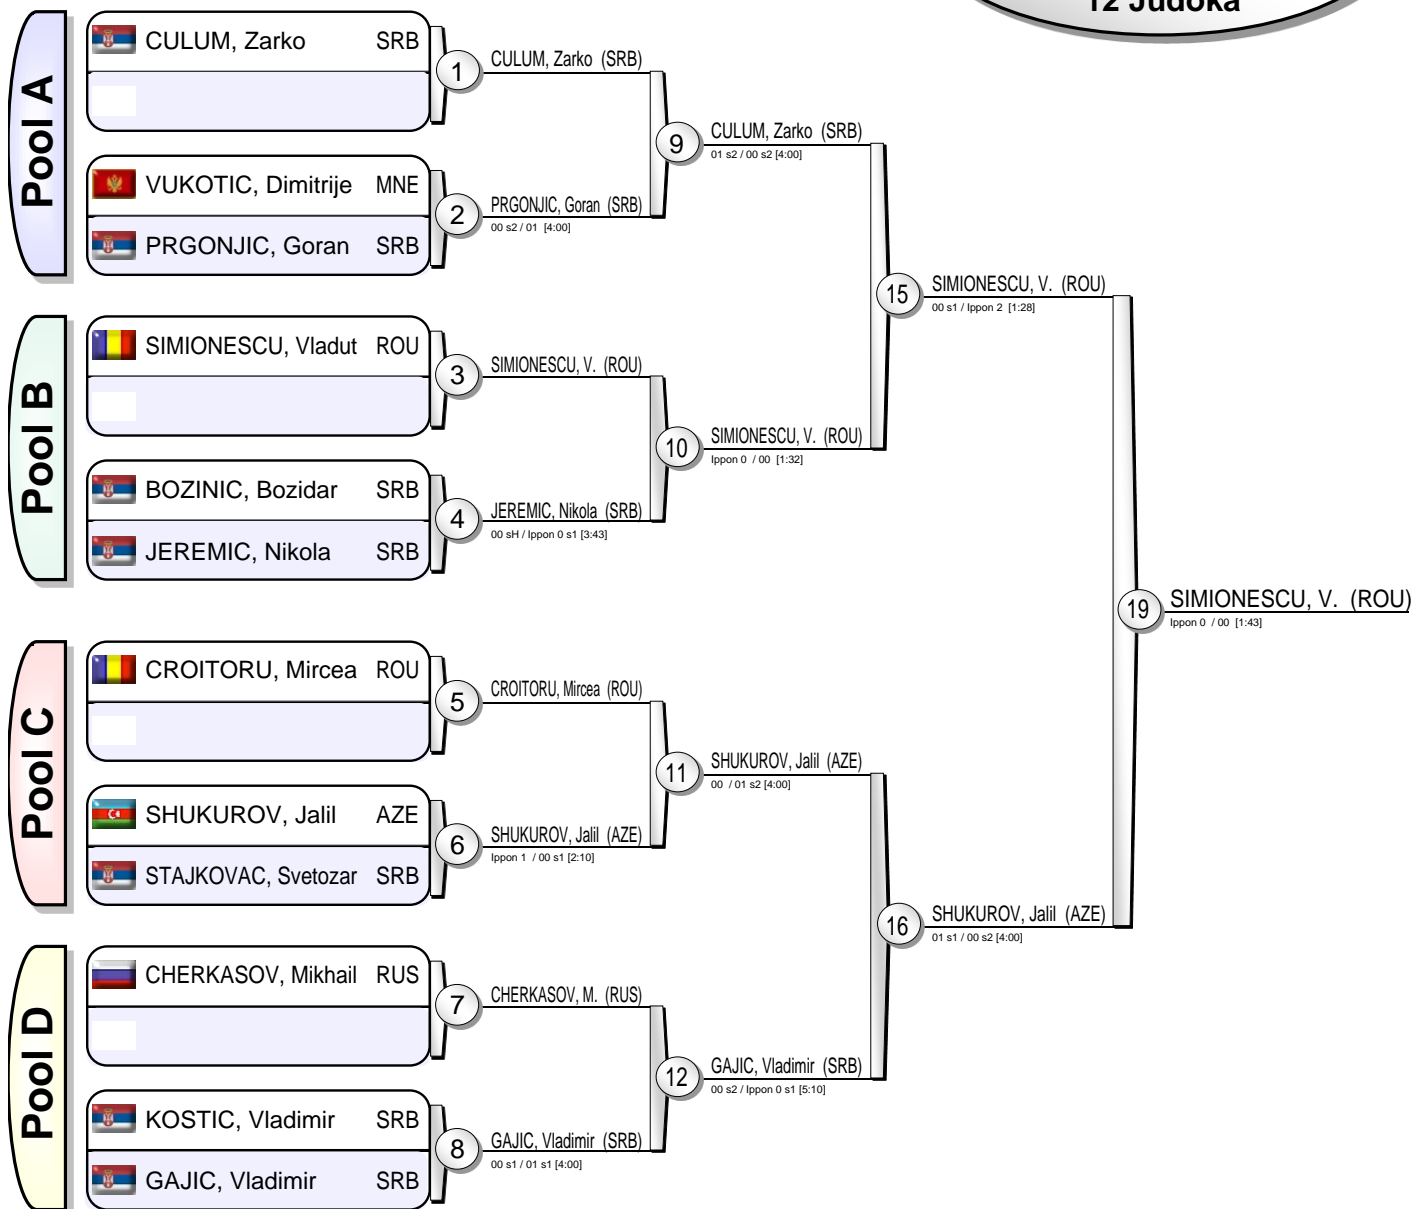 12 Judoka
Pool A
CULUM, Zarko SRB
1
VUKOTIC, Dimitrije MNE
2
PRGONJIC, Goran SRB
CULUM, Zarko (SRB)
PRGONJIC, Goran (SRB)
00 s2 / 01 [4:00]
9
CULUM, Zarko (SRB)
01 s2 / 00 s2 [4:00]
Pool B
SIMIONESCU, Vladut ROU
3
BOZINIC, Bozidar SRB
4
JEREMIC, Nikola SRB
SIMIONESCU, V. (ROU)
JEREMIC, Nikola (SRB)
00 sH / Ippon 0 s1 [3:43]
10
SIMIONESCU, V. (ROU)
Ippon 0 / 00 [1:32]
15
SIMIONESCU, V. (ROU)
00 s1 / Ippon 2 [1:28]
Pool C
CROITORU, Mircea ROU
5
SHUKUROV, Jalil AZE
6
STAJKOVAC, Svetozar SRB
CROITORU, Mircea (ROU)
SHUKUROV, Jalil (AZE)
Ippon 1 / 00 s1 [2:10]
11
SHUKUROV, Jalil (AZE)
00 / 01 s2 [4:00]
Pool D
CHERKASOV, Mikhail RUS
7
KOSTIC, Vladimir SRB
8
GAJIC, Vladimir SRB
CHERKASOV, M. (RUS)
GAJIC, Vladimir (SRB)
00 s1 / 01 s1 [4:00]
12
GAJIC, Vladimir (SRB)
00 s2 / Ippon 0 s1 [5:10]
16
SHUKUROV, Jalil (AZE)
01 s1 / 00 s2 [4:00]
19
SIMIONESCU, V. (ROU)
Ippon 0 / 00 [1:43]